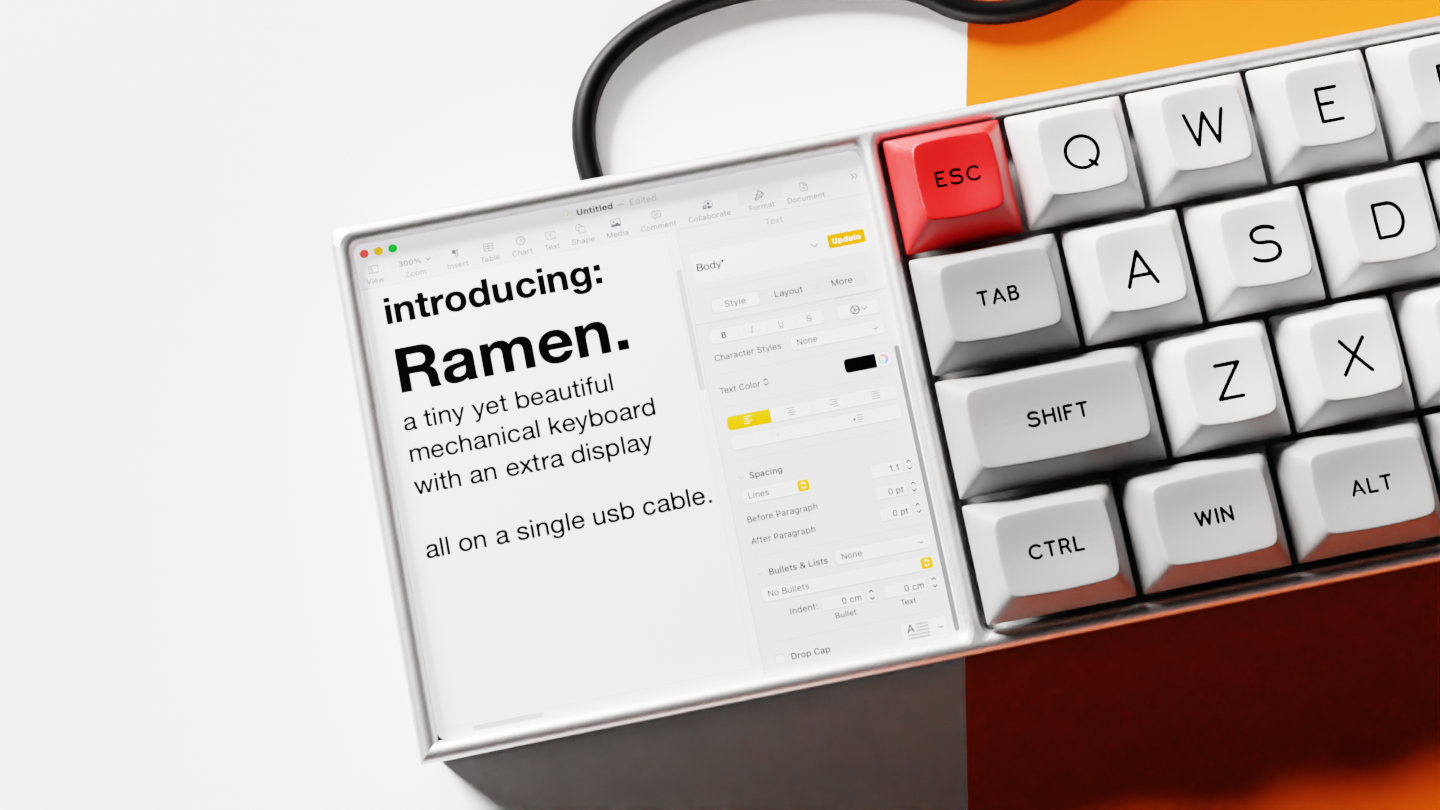 Untitled — Edited
300%
View Zoom Insert Table Chart Text Shape Media Comment Collaborate Format Document
introducing:
Ramen.
a tiny yet beautiful
mechanical keyboard
with an extra display
all on a single usb cable.
Text
Body* Update
Style Layout More
B I U S
Character Styles None
Text Color
Spacing
Lines 1.1
Before Paragraph 0 pt
After Paragraph 0 pt
Bullets & Lists None
No Bullets
Indent: 0 cm 0 cm
Bullet Text
Drop Cap A
ESC Q W E
TAB A S D
SHIFT Z X
CTRL WIN ALT